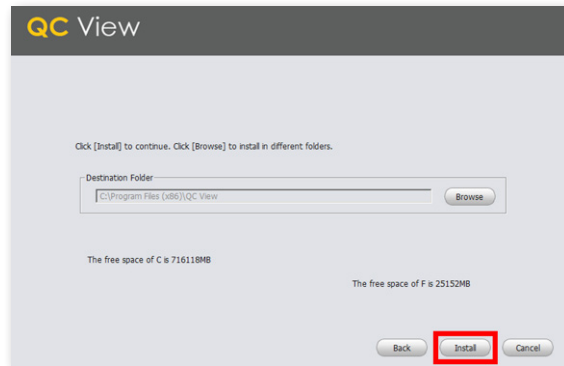 QC View
Click [Install] to continue. Click [Browse] to install in different folders.
Destination Folder
C:\Program Files (x86)\QC View
Browse
The free space of C is 716118MB
The free space of F is 25152MB
Back
Install
Cancel